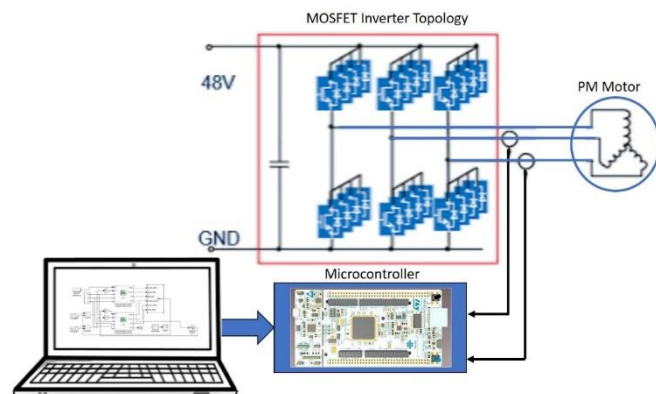 MOSFET Inverter Topology
48V
PM Motor
GND
Microcontroller